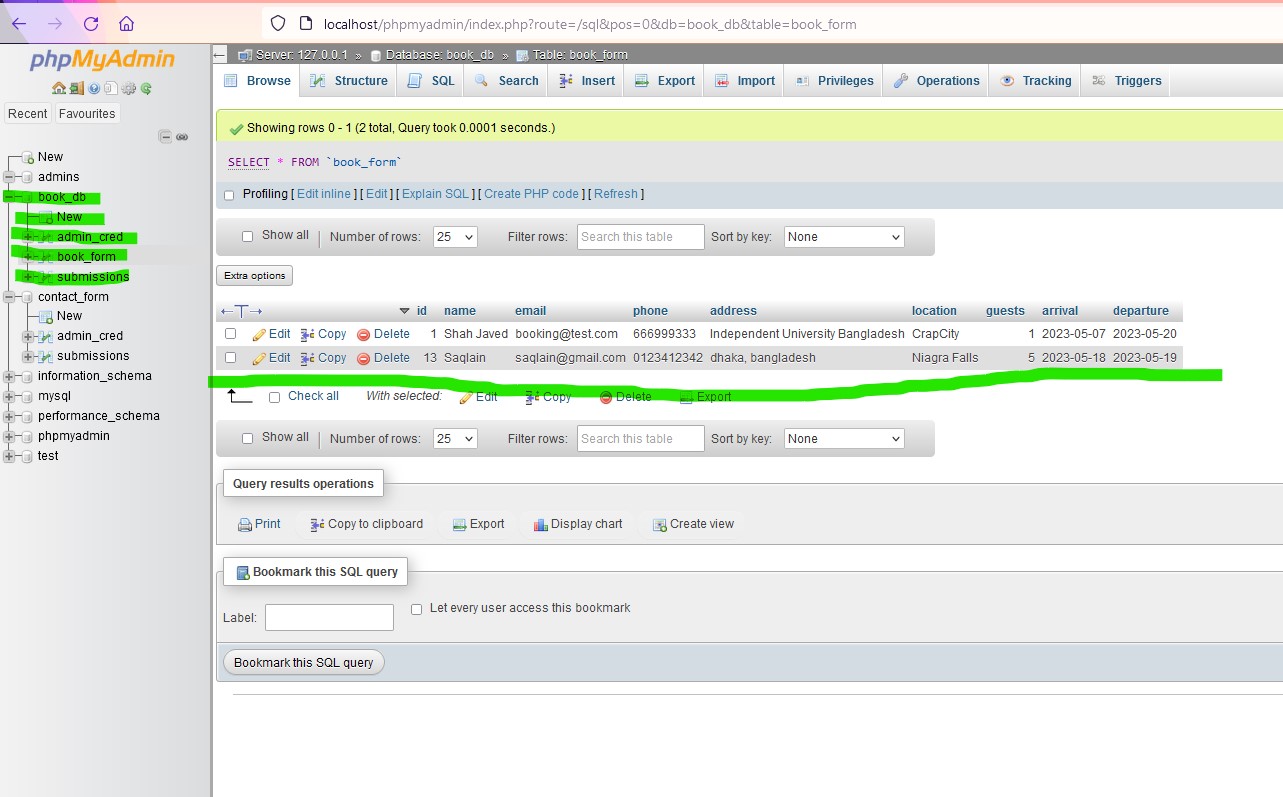 localhost/phpmyadmin/index.php?route=/sql&pos=0&db=book_db&table=book_form
phpMyAdmin
Recent Favourites
New
admins
book_db
New
admin_cred
book_form
submissions
contact_form
New
admin_cred
submissions
information_schema
mysql
performance_schema
phpmyadmin
test
Server: 127.0.0.1 » Database: book_db » Table: book_form
Browse Structure SQL Search Insert Export Import Privileges Operations Tracking Triggers
Showing rows 0 - 1 (2 total, Query took 0.0001 seconds.)
SELECT * FROM `book_form`
Profiling [ Edit inline ] [ Edit ] [ Explain SQL ] [ Create PHP code ] [ Refresh ]
Show all Number of rows: 25 Filter rows: Search this table Sort by key: None
Extra options
←T→ id name email phone address location guests arrival departure
Edit Copy Delete 1 Shah Javed booking@test.com 666999333 Independent University Bangladesh CrapCity 1 2023-05-07 2023-05-20
Edit Copy Delete 13 Saqlain saqlain@gmail.com 0123412342 dhaka, bangladesh Niagra Falls 5 2023-05-18 2023-05-19
Check all With selected: Edit Copy Delete Export
Show all Number of rows: 25 Filter rows: Search this table Sort by key: None
Query results operations
Print Copy to clipboard Export Display chart Create view
Bookmark this SQL query
Label: Let every user access this bookmark
Bookmark this SQL query